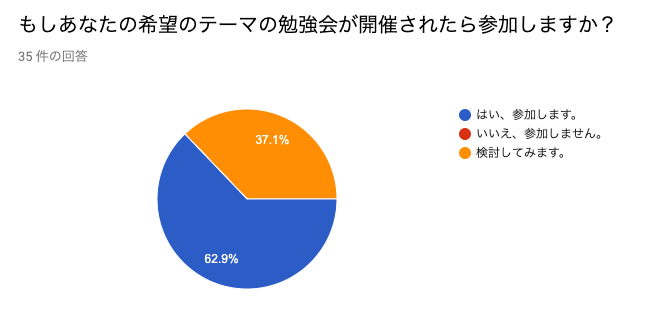 もしあなたの希望のテーマの勉強会が開催されたら参加しますか？
35 件の回答
はい、参加します。
いいえ、参加しません。
検討してみます。
37.1%
62.9%